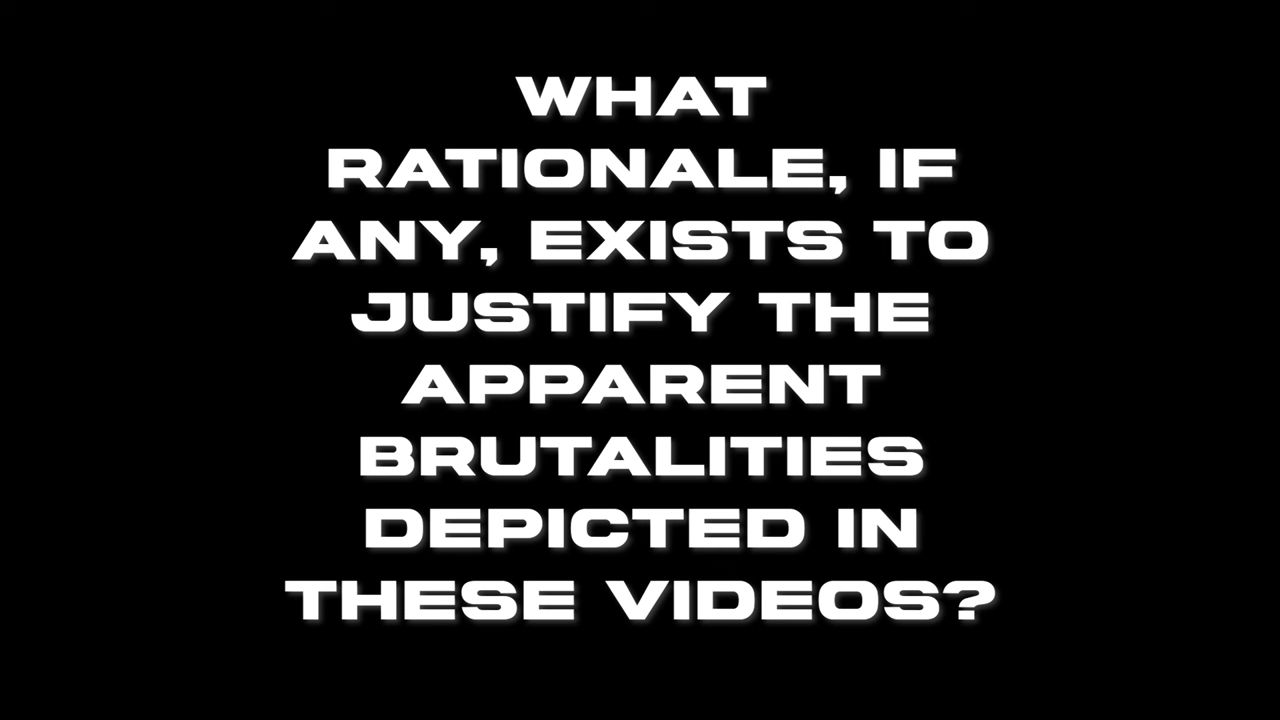 WHAT
RATIONALE, IF
ANY, EXISTS TO
JUSTIFY THE
APPARENT
BRUTALITIES
DEPICTED IN
THESE VIDEOS?